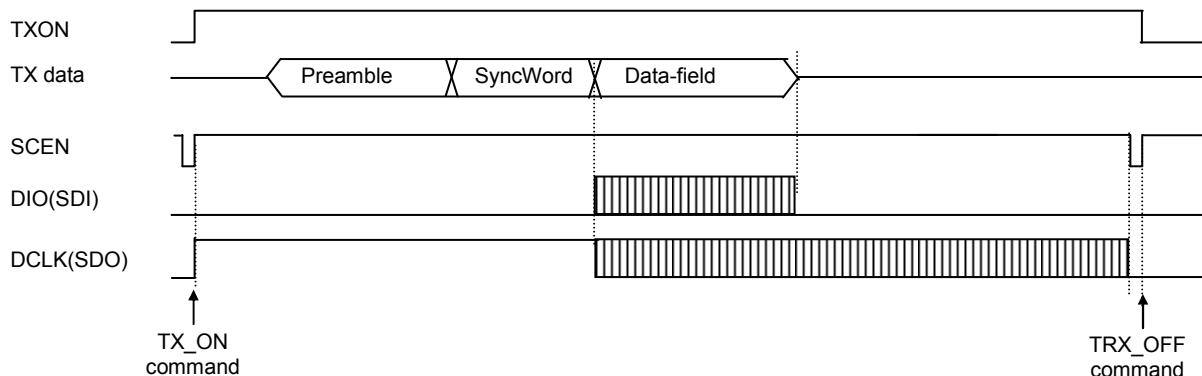 TXON
TX data
Preamble
SyncWord
Data-field
SCEN
DIO(SDI)
DCLK(SDO)
TX_ON
command
TRX_OFF
command